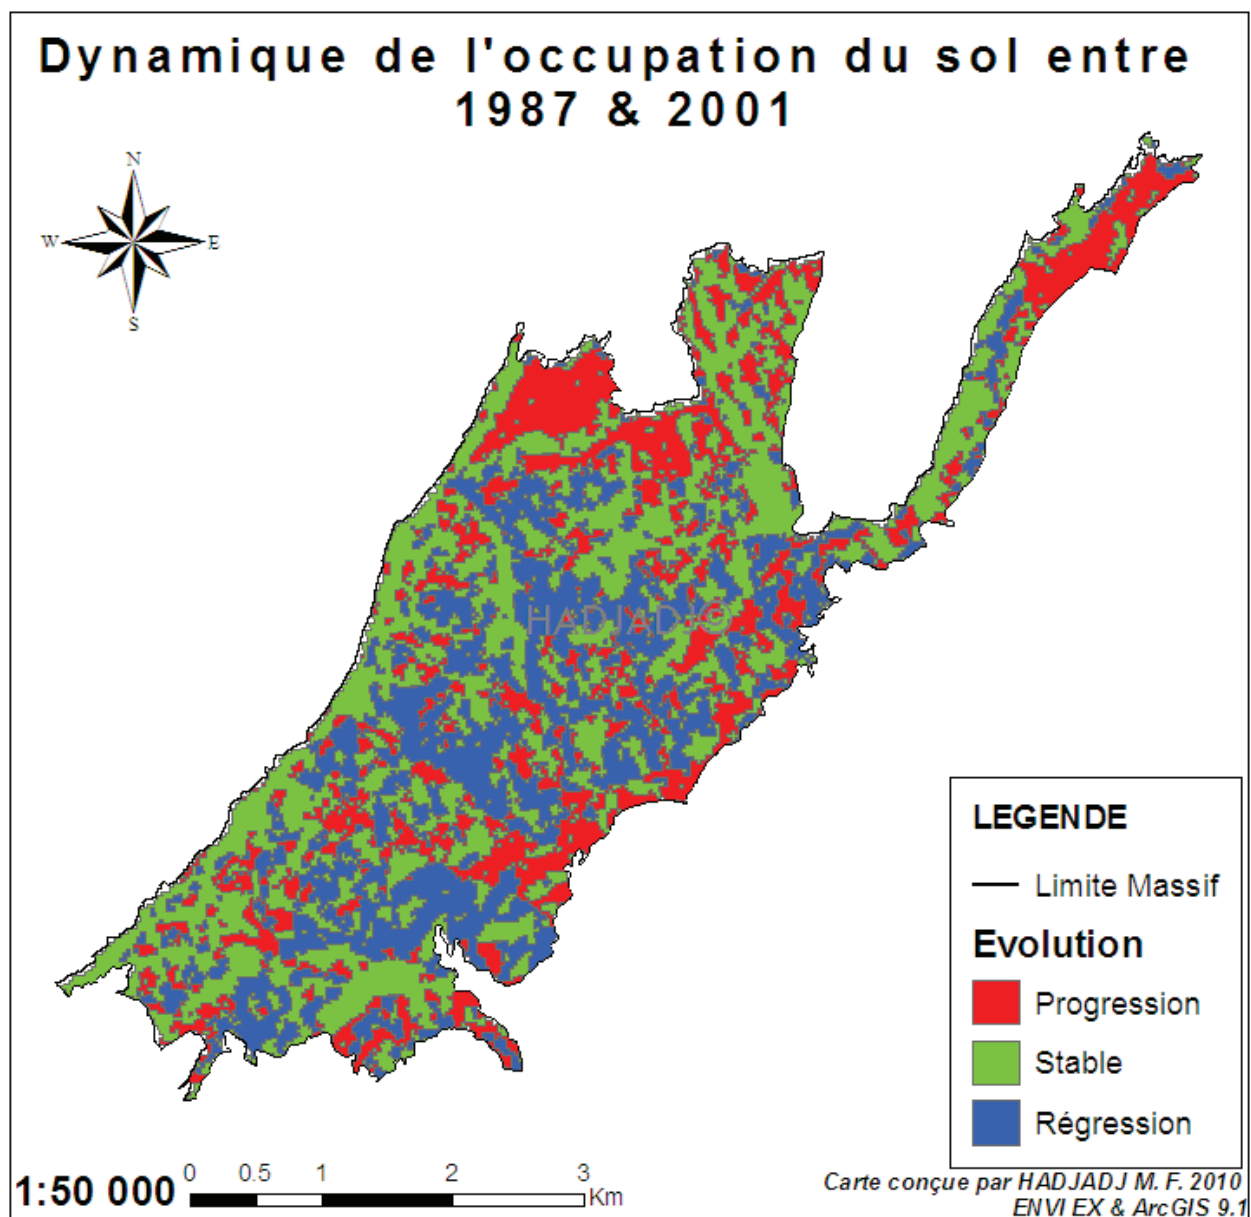 Dynamique de l'occupation du sol entre
1987 & 2001
N
W
E
S
HADJADJ©
LEGENDE
Limite Massif
Evolution
Progression
Stable
Régression
1:50 000
0 0.5 1 2 3
Km
Carte conçue par HADJADJ M. F. 2010
ENVI EX & ArcGIS 9.1